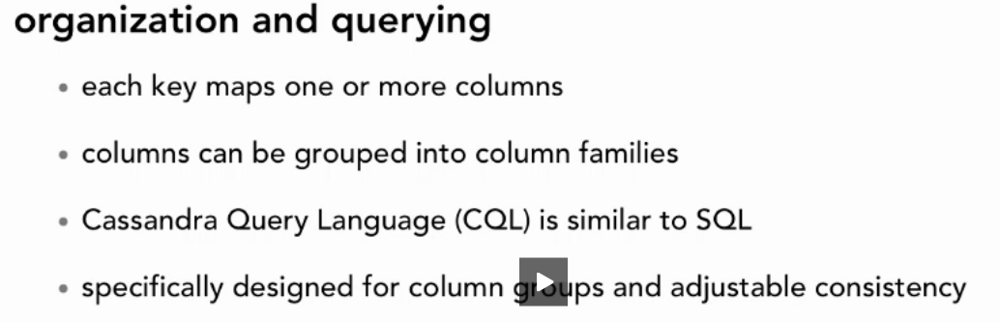 organization and querying
• each key maps one or more columns
• columns can be grouped into column families
• Cassandra Query Language (CQL) is similar to SQL
• specifically designed for column groups and adjustable consistency